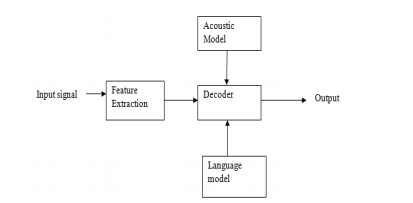 Acoustic
Model
Input signal
Feature
Extraction
Decoder
Output
Language
model